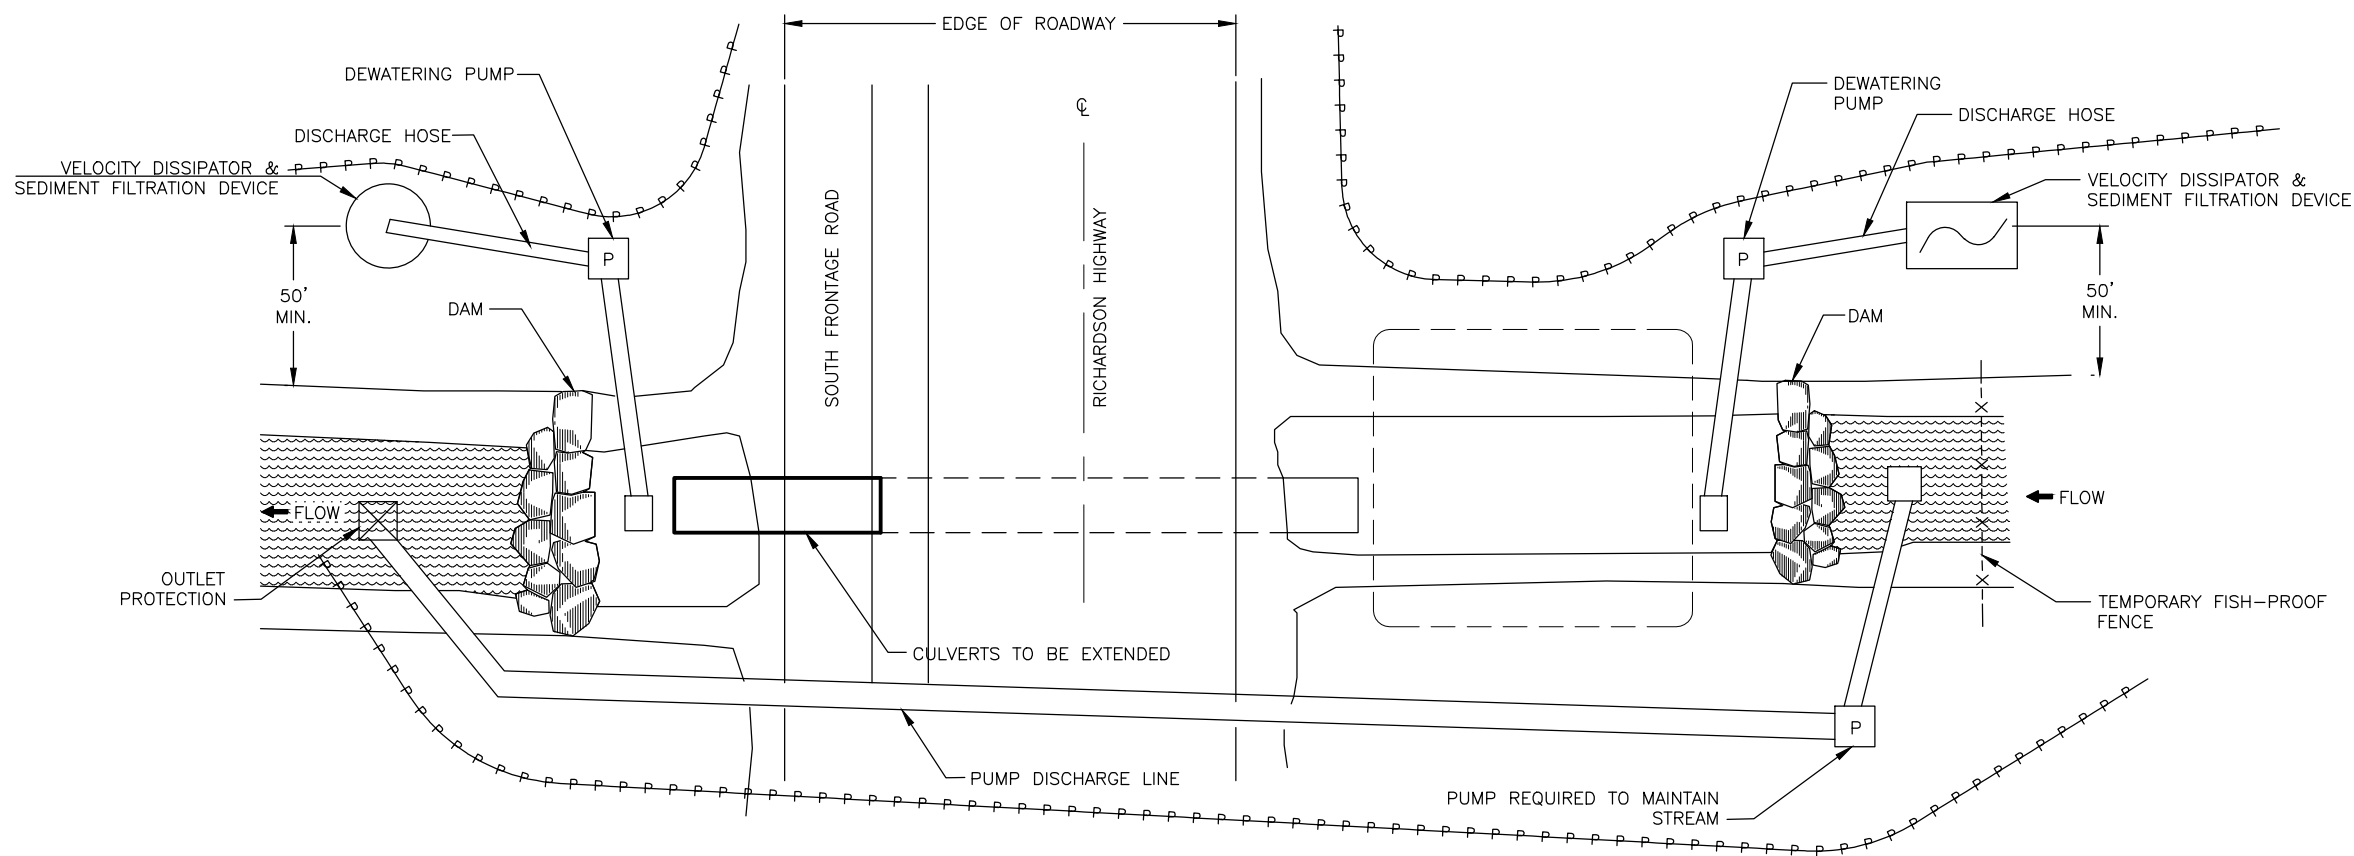 EDGE OF ROADWAY
DEWATERING PUMP
DEWATERING
PUMP
DISCHARGE HOSE
DISCHARGE HOSE
℄
VELOCITY DISSIPATOR &
SEDIMENT FILTRATION DEVICE
VELOCITY DISSIPATOR &
SEDIMENT FILTRATION DEVICE
P
P
50'
MIN.
50'
MIN.
SOUTH FRONTAGE ROAD
RICHARDSON HIGHWAY
DAM
DAM
FLOW
FLOW
OUTLET
PROTECTION
TEMPORARY FISH-PROOF
FENCE
CULVERTS TO BE EXTENDED
P
PUMP DISCHARGE LINE
PUMP REQUIRED TO MAINTAIN
STREAM